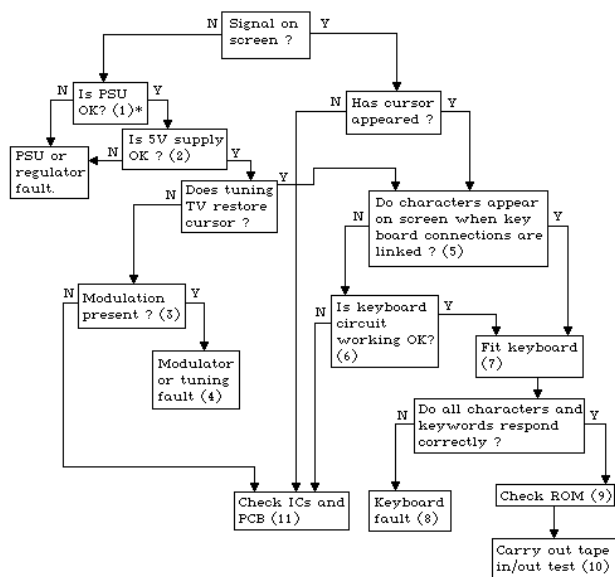 N
Signal on
screen ?
Y
N
Is PSU
OK? (1)*
Y
N
Has cursor
appeared ?
Y
PSU or
regulator
fault.
N
Is 5V supply
OK ? (2)
Y
N
Does tuning
TV restore
cursor ?
Y
Do characters appear
on screen when key
board connections are
linked ? (5)
N
Y
N
Modulation
present ? (3)
Y
N
Is keyboard
circuit
working OK?
(6)
Y
Fit keyboard
(7)
Modulator
or tuning
fault (4)
N
Do all characters and
keywords respond
correctly ?
Y
Check ICs and
PCB (11)
Keyboard
fault (8)
Check ROM (9)
Carry out tape
in/out test (10)